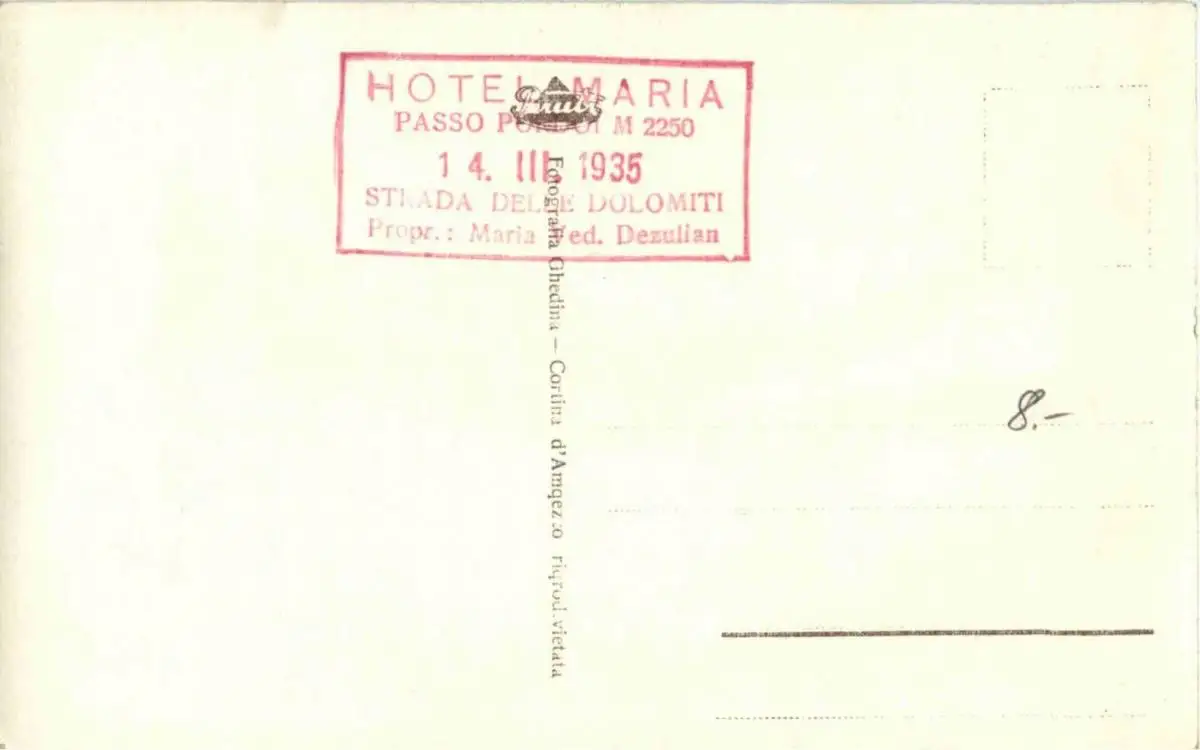 HOTEL MARIA
PASSO PORDOI M 2250
14. III. 1935
STRADA DELLE DOLOMITI
Propr.: Maria Ved. Dezulian
Fotografia Ghedina – Cortina d'Ampezzo riprod. vietata
8.-